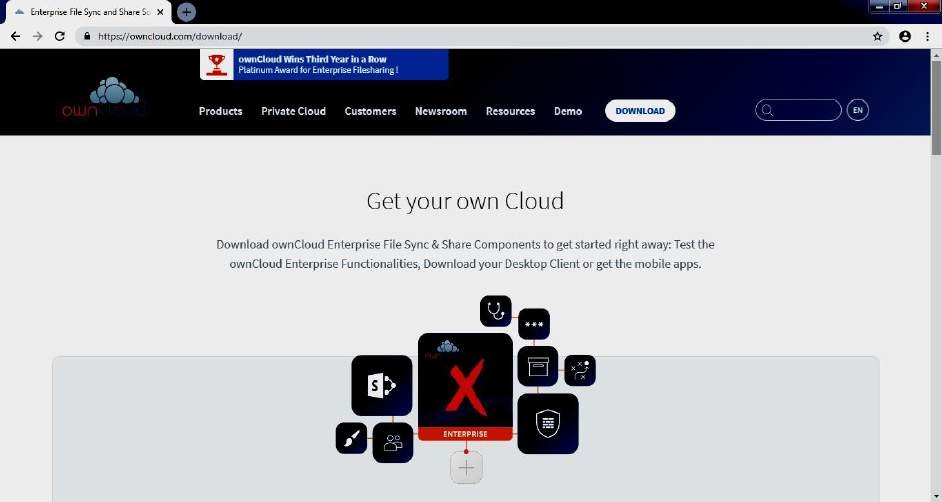 Enterprise File Sync and Share So
https://owncloud.com/download/
ownCloud Wins Third Year in a Row
Platinum Award for Enterprise Filesharing !
own
Products Private Cloud Customers Newsroom Resources Demo DOWNLOAD EN
Get your own Cloud
Download ownCloud Enterprise File Sync & Share Components to get started right away: Test the
ownCloud Enterprise Functionalities, Download your Desktop Client or get the mobile apps.
***
S
X
ENTERPRISE